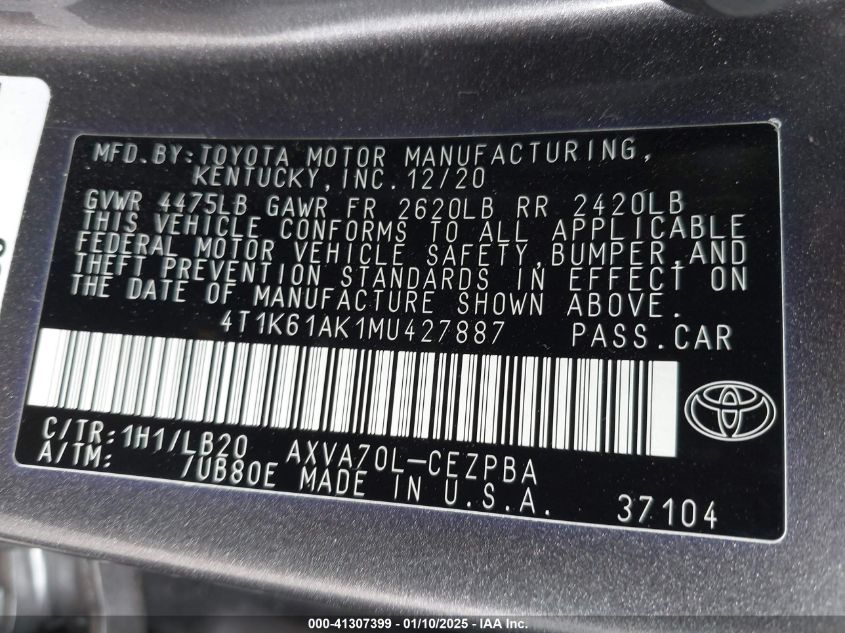 MFD.BY:TOYOTA MOTOR MANUFACTURING,
KENTUCKY,INC.12/20
GVWR 4475LB GAWR FR 2620LB RR 2420LB
THIS VEHICLE CONFORMS TO ALL APPLICABLE
FEDERAL MOTOR VEHICLE SAFETY,BUMPER,AND
THEFT PREVENTION STANDARDS IN EFFECT ON
THE DATE OF MANUFACTURE SHOWN ABOVE.
4T1K61AK1MU427887 PASS.CAR
C/TR:1H1/LB20 AXVA70L-CEZPBA
A/TM: /UB80E MADE IN U.S.A. 37104
000-41307399 - 01/10/2025 - IAA Inc.